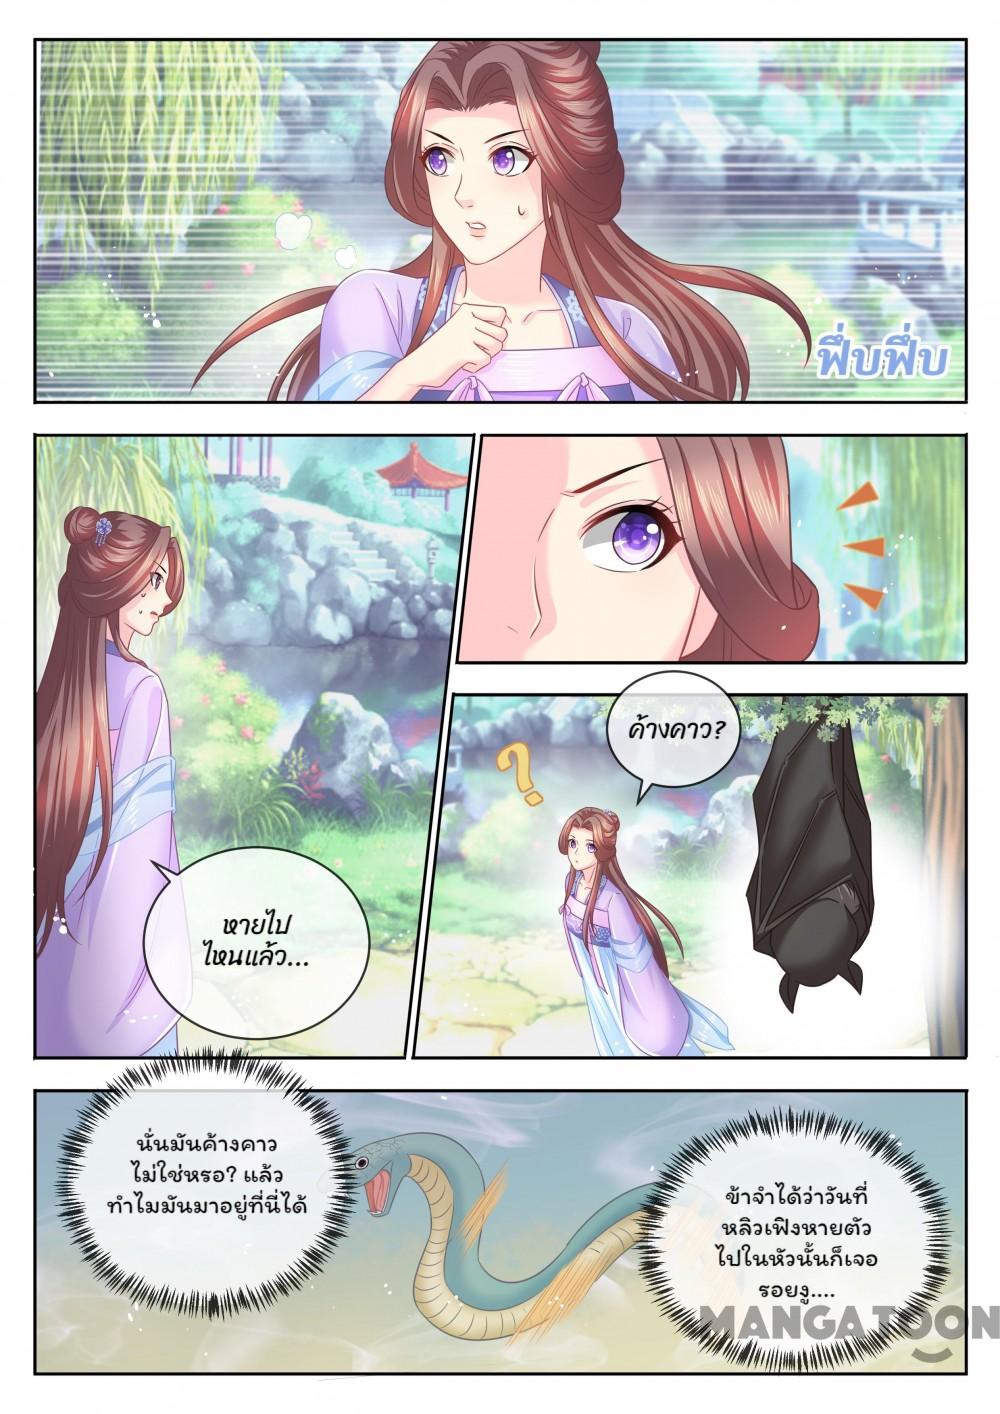 ฟึ่บฟึ่บ
หายไป
ไหนแล้ว...
?
ค้างคาว?
นั่นมันค้างคาว
ไม่ใช่หรอ? แล้ว
ทำไมมันมาอยู่ที่นี่ได้
ข้าจำได้ว่าวันที่
หลิวเฟิงหายตัว
ไปในหัวนั้นก็เจอ
รอยงู....
MANGATOON